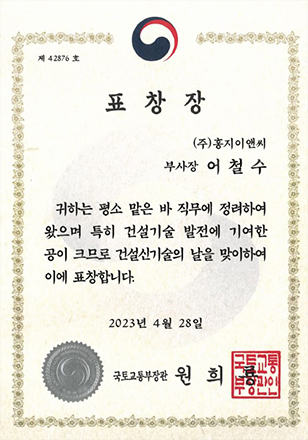 제 42876 호
표창장
(주)홍지이앤씨
부사장 어철수
귀하는 평소 맡은 바 직무에 정려하여
왔으며 특히 건설기술 발전에 기여한
공이 크므로 건설신기술의 날을 맞이하여
이에 표창합니다.
2023년 4월 28일
국토교통부장관 원희룡
국토교통
부장관인